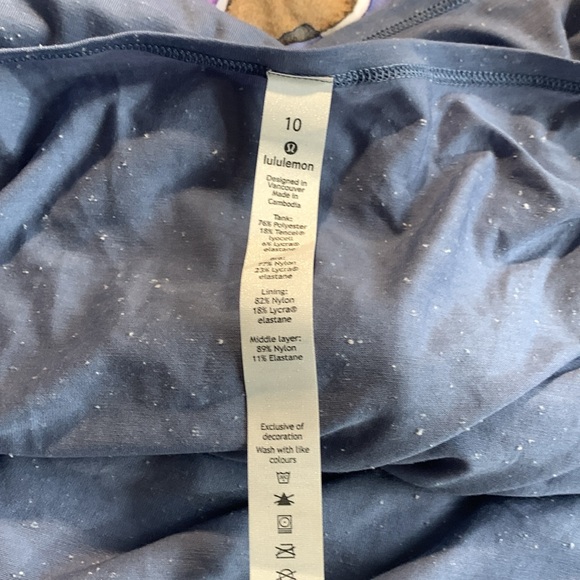 10
lululemon
Designed in
Vancouver
Made in
Cambodia
Tank:
76% Polyester
18% Tencel®
lyocell
6% Lycra®
elastane
77% Nylon
23% Lycra®
elastane
Lining:
82% Nylon
18% Lycra®
elastane
Middle layer:
89% Nylon
11% Elastane
Exclusive of
decoration
Wash with like
colours